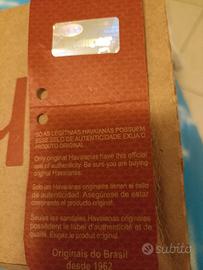 SÓ AS LEGÍTIMAS HAVAIANAS POSSUEM
ESSE SELO DE AUTENTICIDADE EXIJA O
PRODUTO ORIGINAL
Only original Havaianas have this official
seal of authenticity. Be sure you are buying
original Havaianas.
Solo las Havaianas originales tienen el sello
de autenticidad. Asegúrese de estar
comprando el producto original.
Seules les sandales Havaianas originales
possèdent le label d'authenticité et de
qualité. Exigez le produit original.
Originais do Brasil
desde 1962
subito